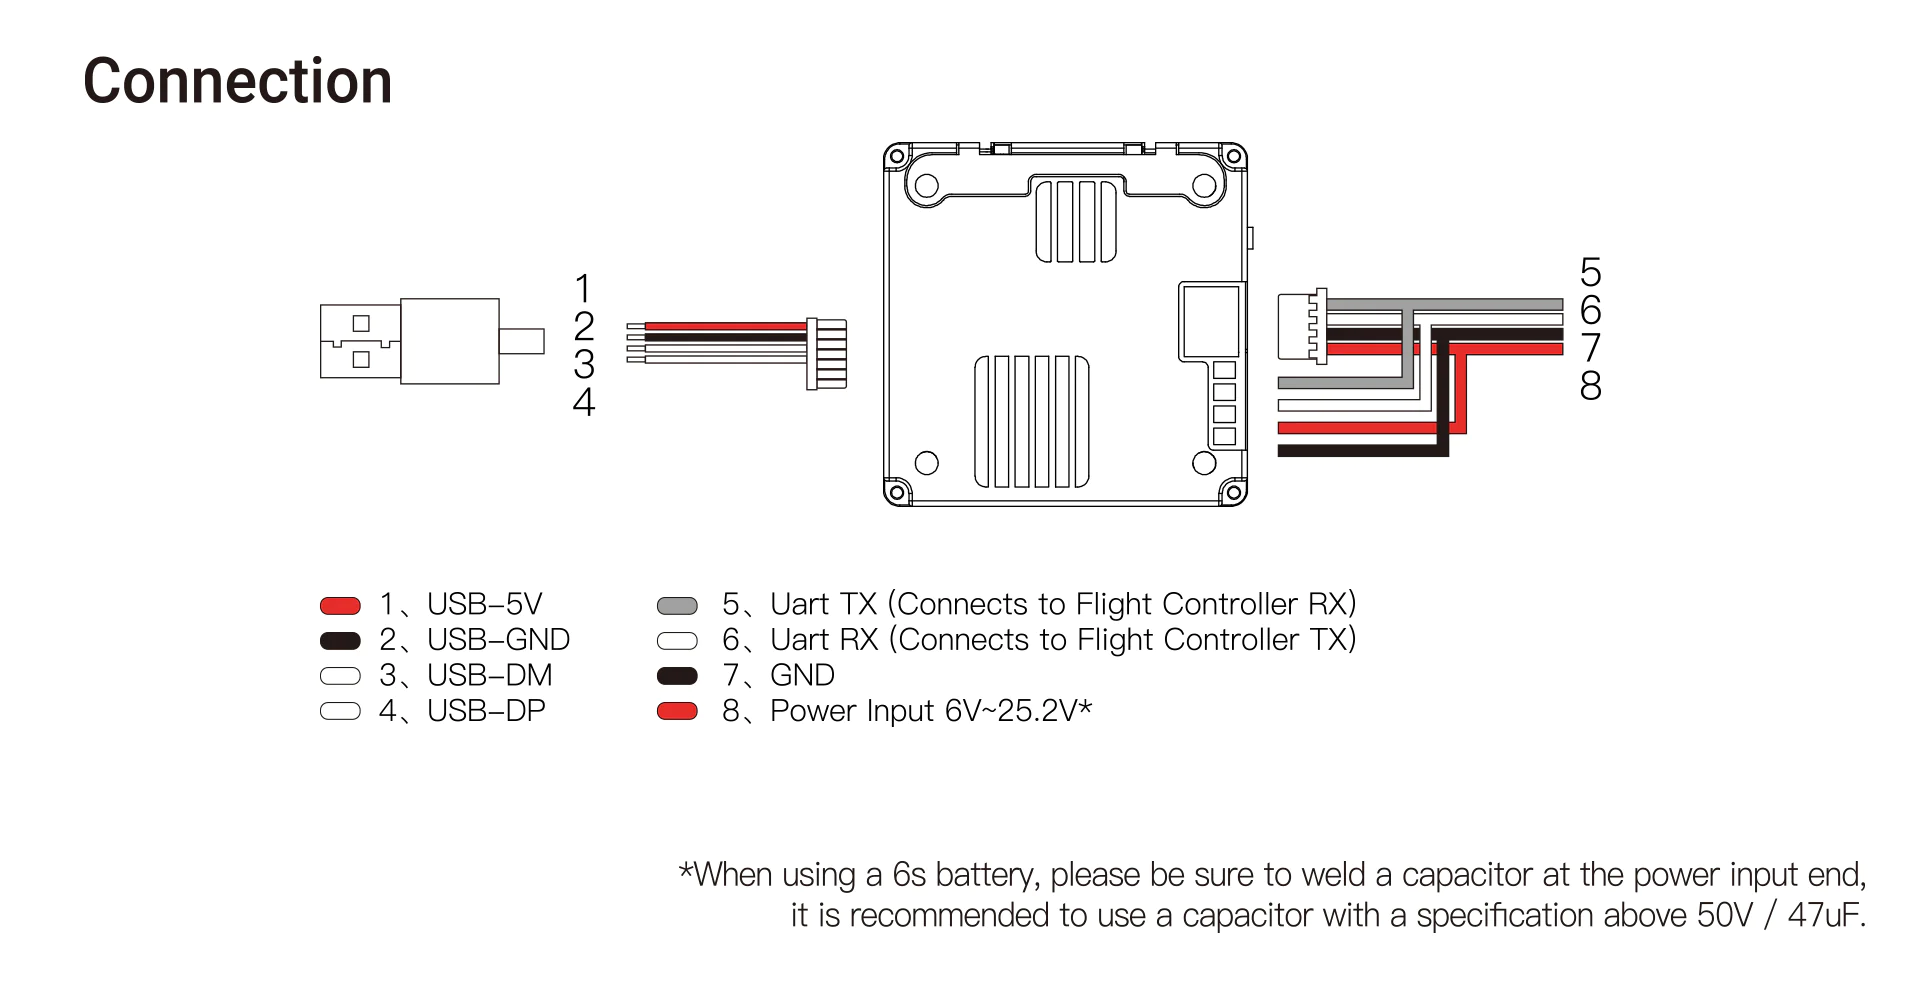 Connection
1
2
3
4
5
6
7
8
1、USB-5V
2、USB-GND
3、USB-DM
4、USB-DP
5、Uart TX (Connects to Flight Controller RX)
6、Uart RX (Connects to Flight Controller TX)
7、GND
8、Power Input 6V~25.2V*
*When using a 6s battery, please be sure to weld a capacitor at the power input end,
it is recommended to use a capacitor with a specification above 50V / 47uF.